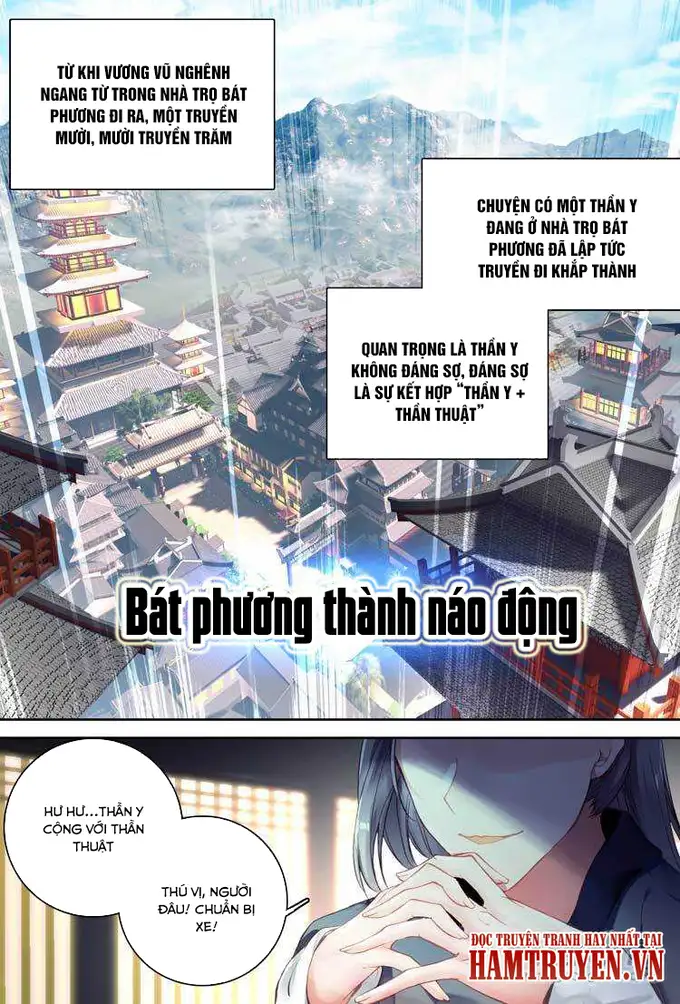 TỪ KHI VƯƠNG VŨ NGHÊNH
NGANG TỪ TRONG NHÀ TRỌ BÁT
PHƯƠNG ĐI RA, MỘT TRUYỀN
MƯỜI, MƯỜI TRUYỀN TRĂM
CHUYỆN CÓ MỘT THẦN Y
ĐANG Ở NHÀ TRỌ BÁT
PHƯƠNG ĐÃ LẬP TỨC
TRUYỀN ĐI KHẮP THÀNH
QUAN TRỌNG LÀ THẦN Y
KHÔNG ĐÁNG SỢ, ĐÁNG SỢ
LÀ SỰ KẾT HỢP “THẦN Y +
THẦN THUẬT”
Bát phương thành náo động
HƯ HƯ...THẦN Y
CỘNG VỚI THẦN
THUẬT
THÚ VỊ, NGƯỜI
ĐÂU! CHUẨN BỊ
XE!
ĐỌC TRUYỆN TRANH HAY NHẤT TẠI
HAMTRUYEN.VN